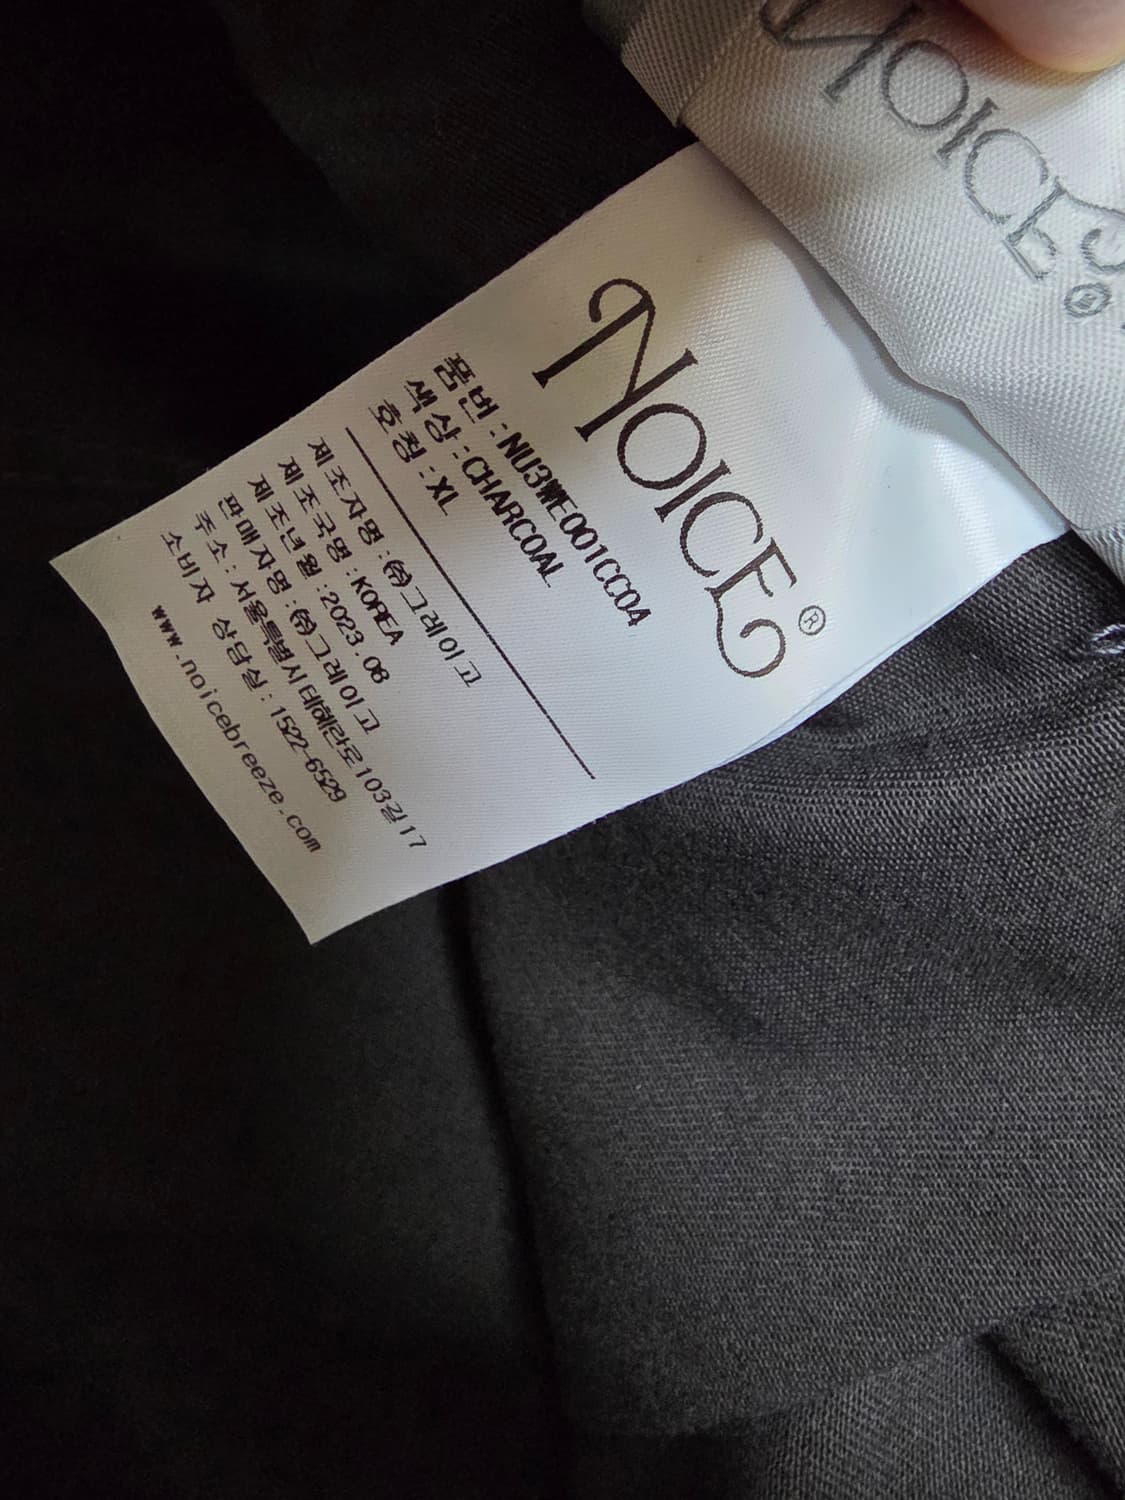 NOICE®
NOICE®
품번 : NU3WE001CC04
색상 : CHARCOAL
호칭 : XL
제조자명 : ㈜그레이고
제조국명 : KOREA
제조년월 : 2023.08
판매자명 : ㈜그레이고
주소 : 서울특별시 테헤란로103길 17
소비자 상담실 : 1522-6529
www.noicebreeze.com